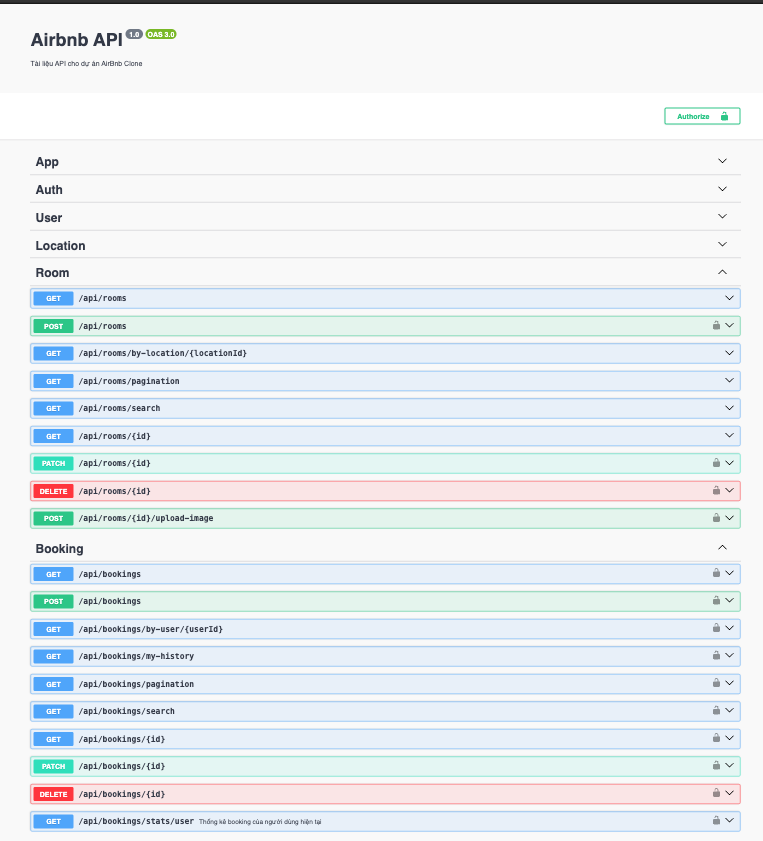 Airbnb API 1.0 OAS 3.0
Tài liệu API cho dự án AirBnb Clone
Authorize
App
Auth
User
Location
Room
GET /api/rooms
POST /api/rooms
GET /api/rooms/by-location/{locationId}
GET /api/rooms/pagination
GET /api/rooms/search
GET /api/rooms/{id}
PATCH /api/rooms/{id}
DELETE /api/rooms/{id}
POST /api/rooms/{id}/upload-image
Booking
GET /api/bookings
POST /api/bookings
GET /api/bookings/by-user/{userId}
GET /api/bookings/my-history
GET /api/bookings/pagination
GET /api/bookings/search
GET /api/bookings/{id}
PATCH /api/bookings/{id}
DELETE /api/bookings/{id}
GET /api/bookings/stats/user Thống kê booking của người dùng hiện tại